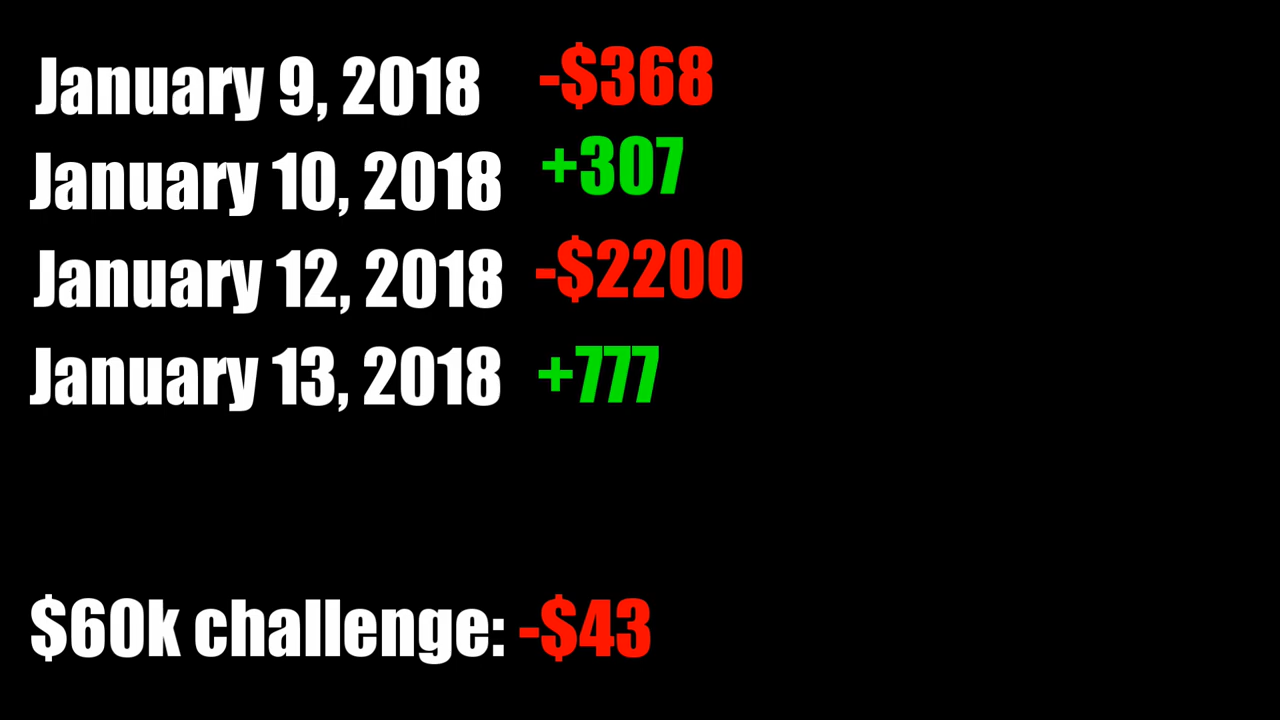 January 9, 2018 -$368
January 10, 2018 +307
January 12, 2018 -$2200
January 13, 2018 +777
$60k challenge: -$43